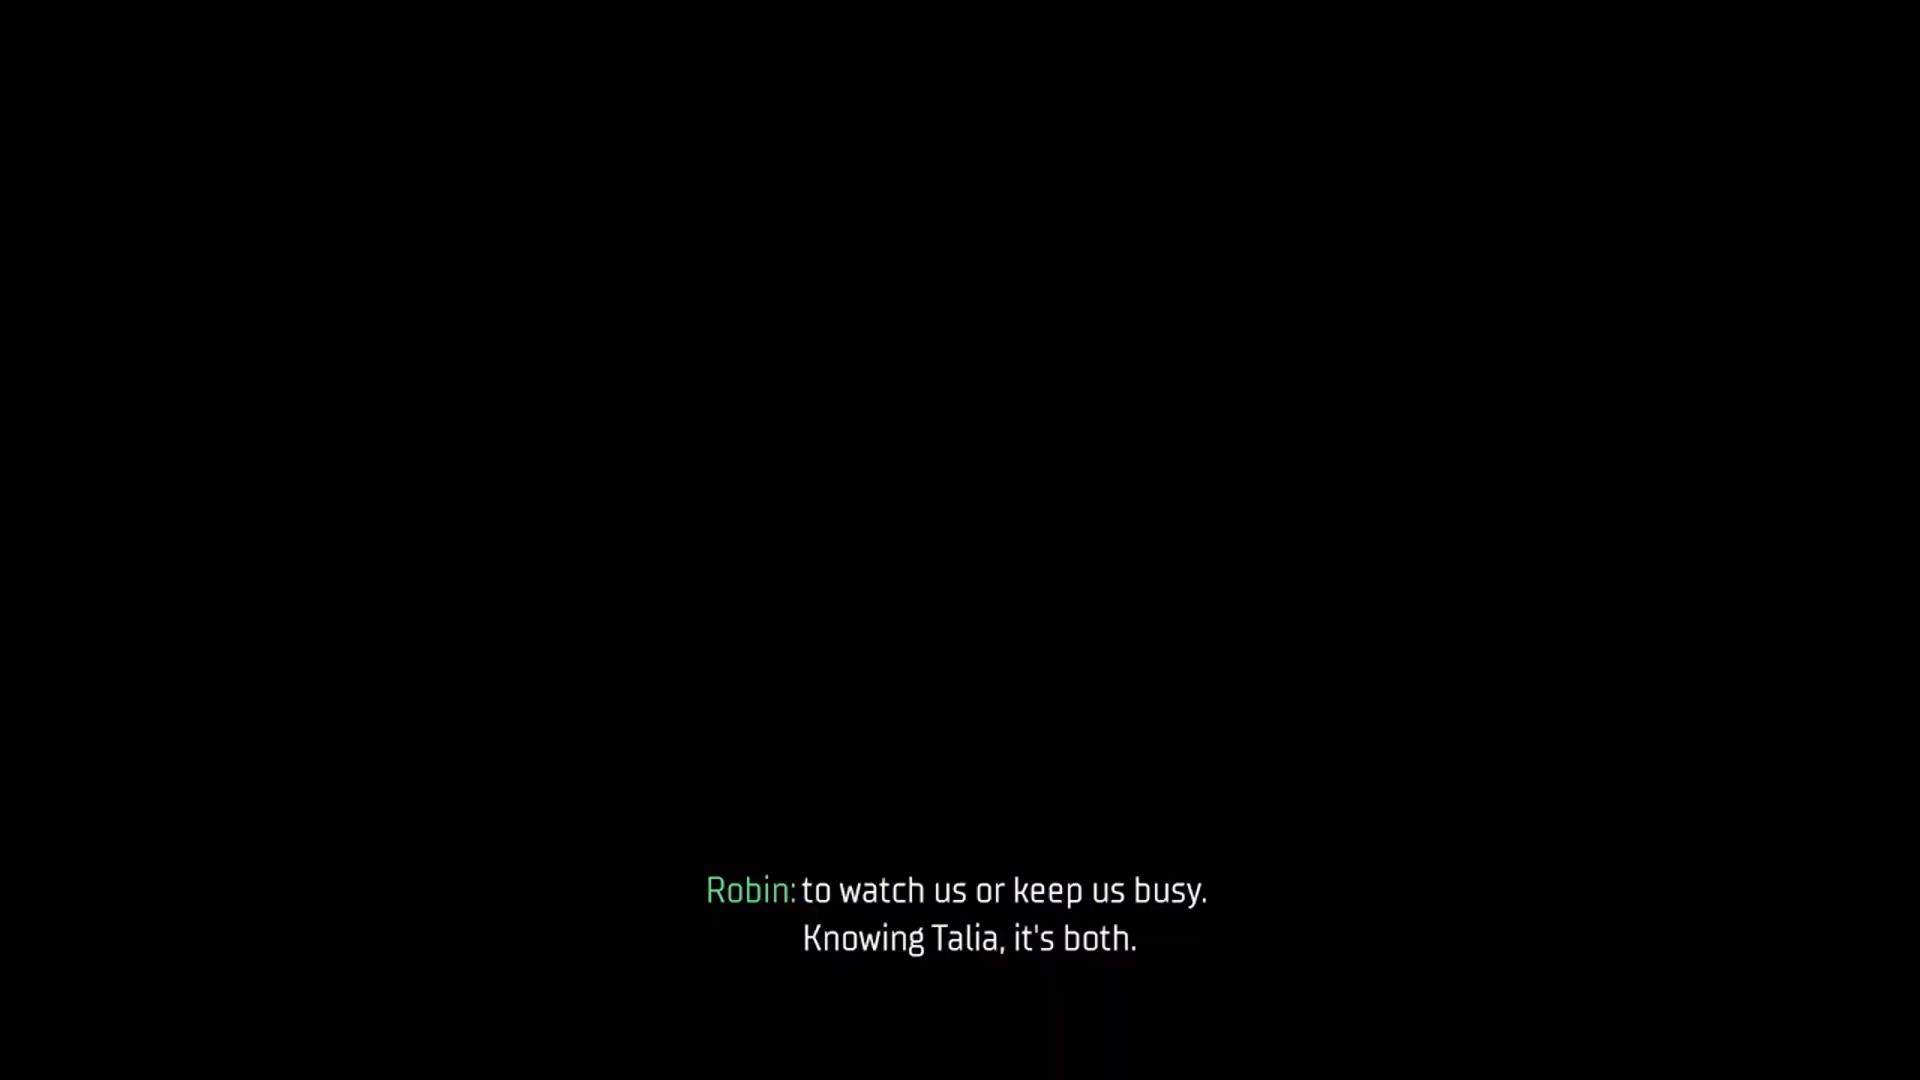 Robin: to watch us or keep us busy.
Knowing Talia, it's both.